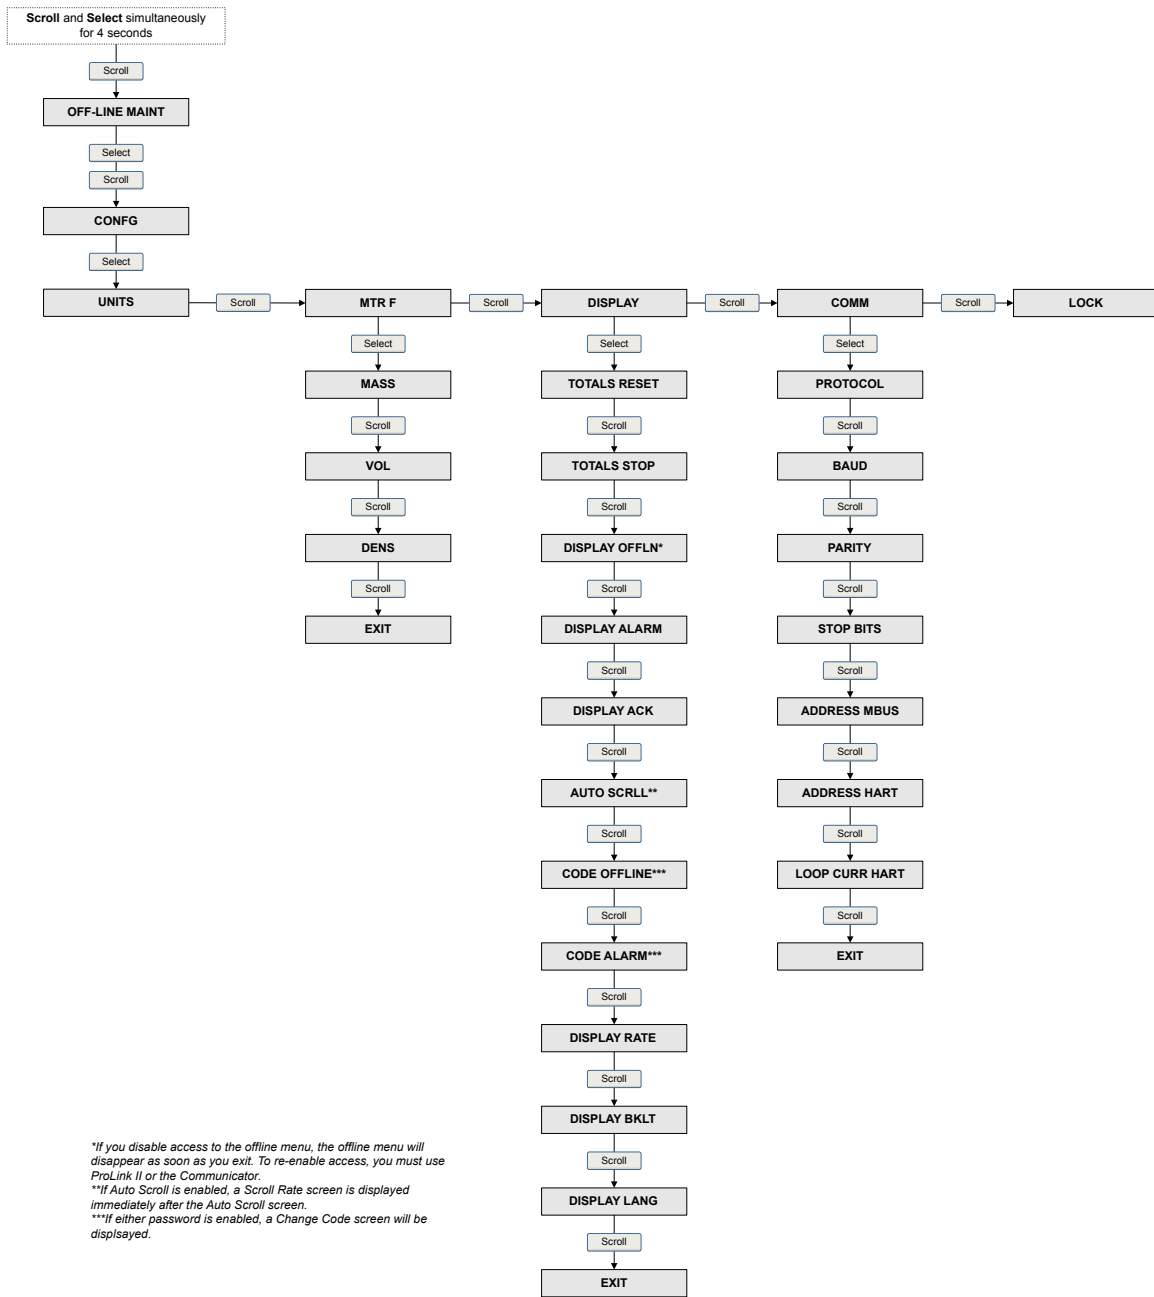 Scroll and Select simultaneously
for 4 seconds
Scroll
OFF-LINE MAINT
Select
Scroll
CONFG
Select
UNITS
Scroll
MTR F
Scroll
DISPLAY
Scroll
COMM
Scroll
LOCK
Select
MASS
Scroll
VOL
Scroll
DENS
Scroll
EXIT
Select
TOTALS RESET
Scroll
TOTALS STOP
Scroll
DISPLAY OFFLN*
Scroll
DISPLAY ALARM
Scroll
DISPLAY ACK
Scroll
AUTO SCRLL**
Scroll
CODE OFFLINE***
Scroll
CODE ALARM***
Scroll
DISPLAY RATE
Scroll
DISPLAY BKLT
Scroll
DISPLAY LANG
Scroll
EXIT
Select
PROTOCOL
Scroll
BAUD
Scroll
PARITY
Scroll
STOP BITS
Scroll
ADDRESS MBUS
Scroll
ADDRESS HART
Scroll
LOOP CURR HART
Scroll
EXIT
*If you disable access to the offline menu, the offline menu will
disappear as soon as you exit. To re-enable access, you must use
ProLink II or the Communicator.
**If Auto Scroll is enabled, a Scroll Rate screen is displayed
immediately after the Auto Scroll screen.
***If either password is enabled, a Change Code screen will be
displsayed.